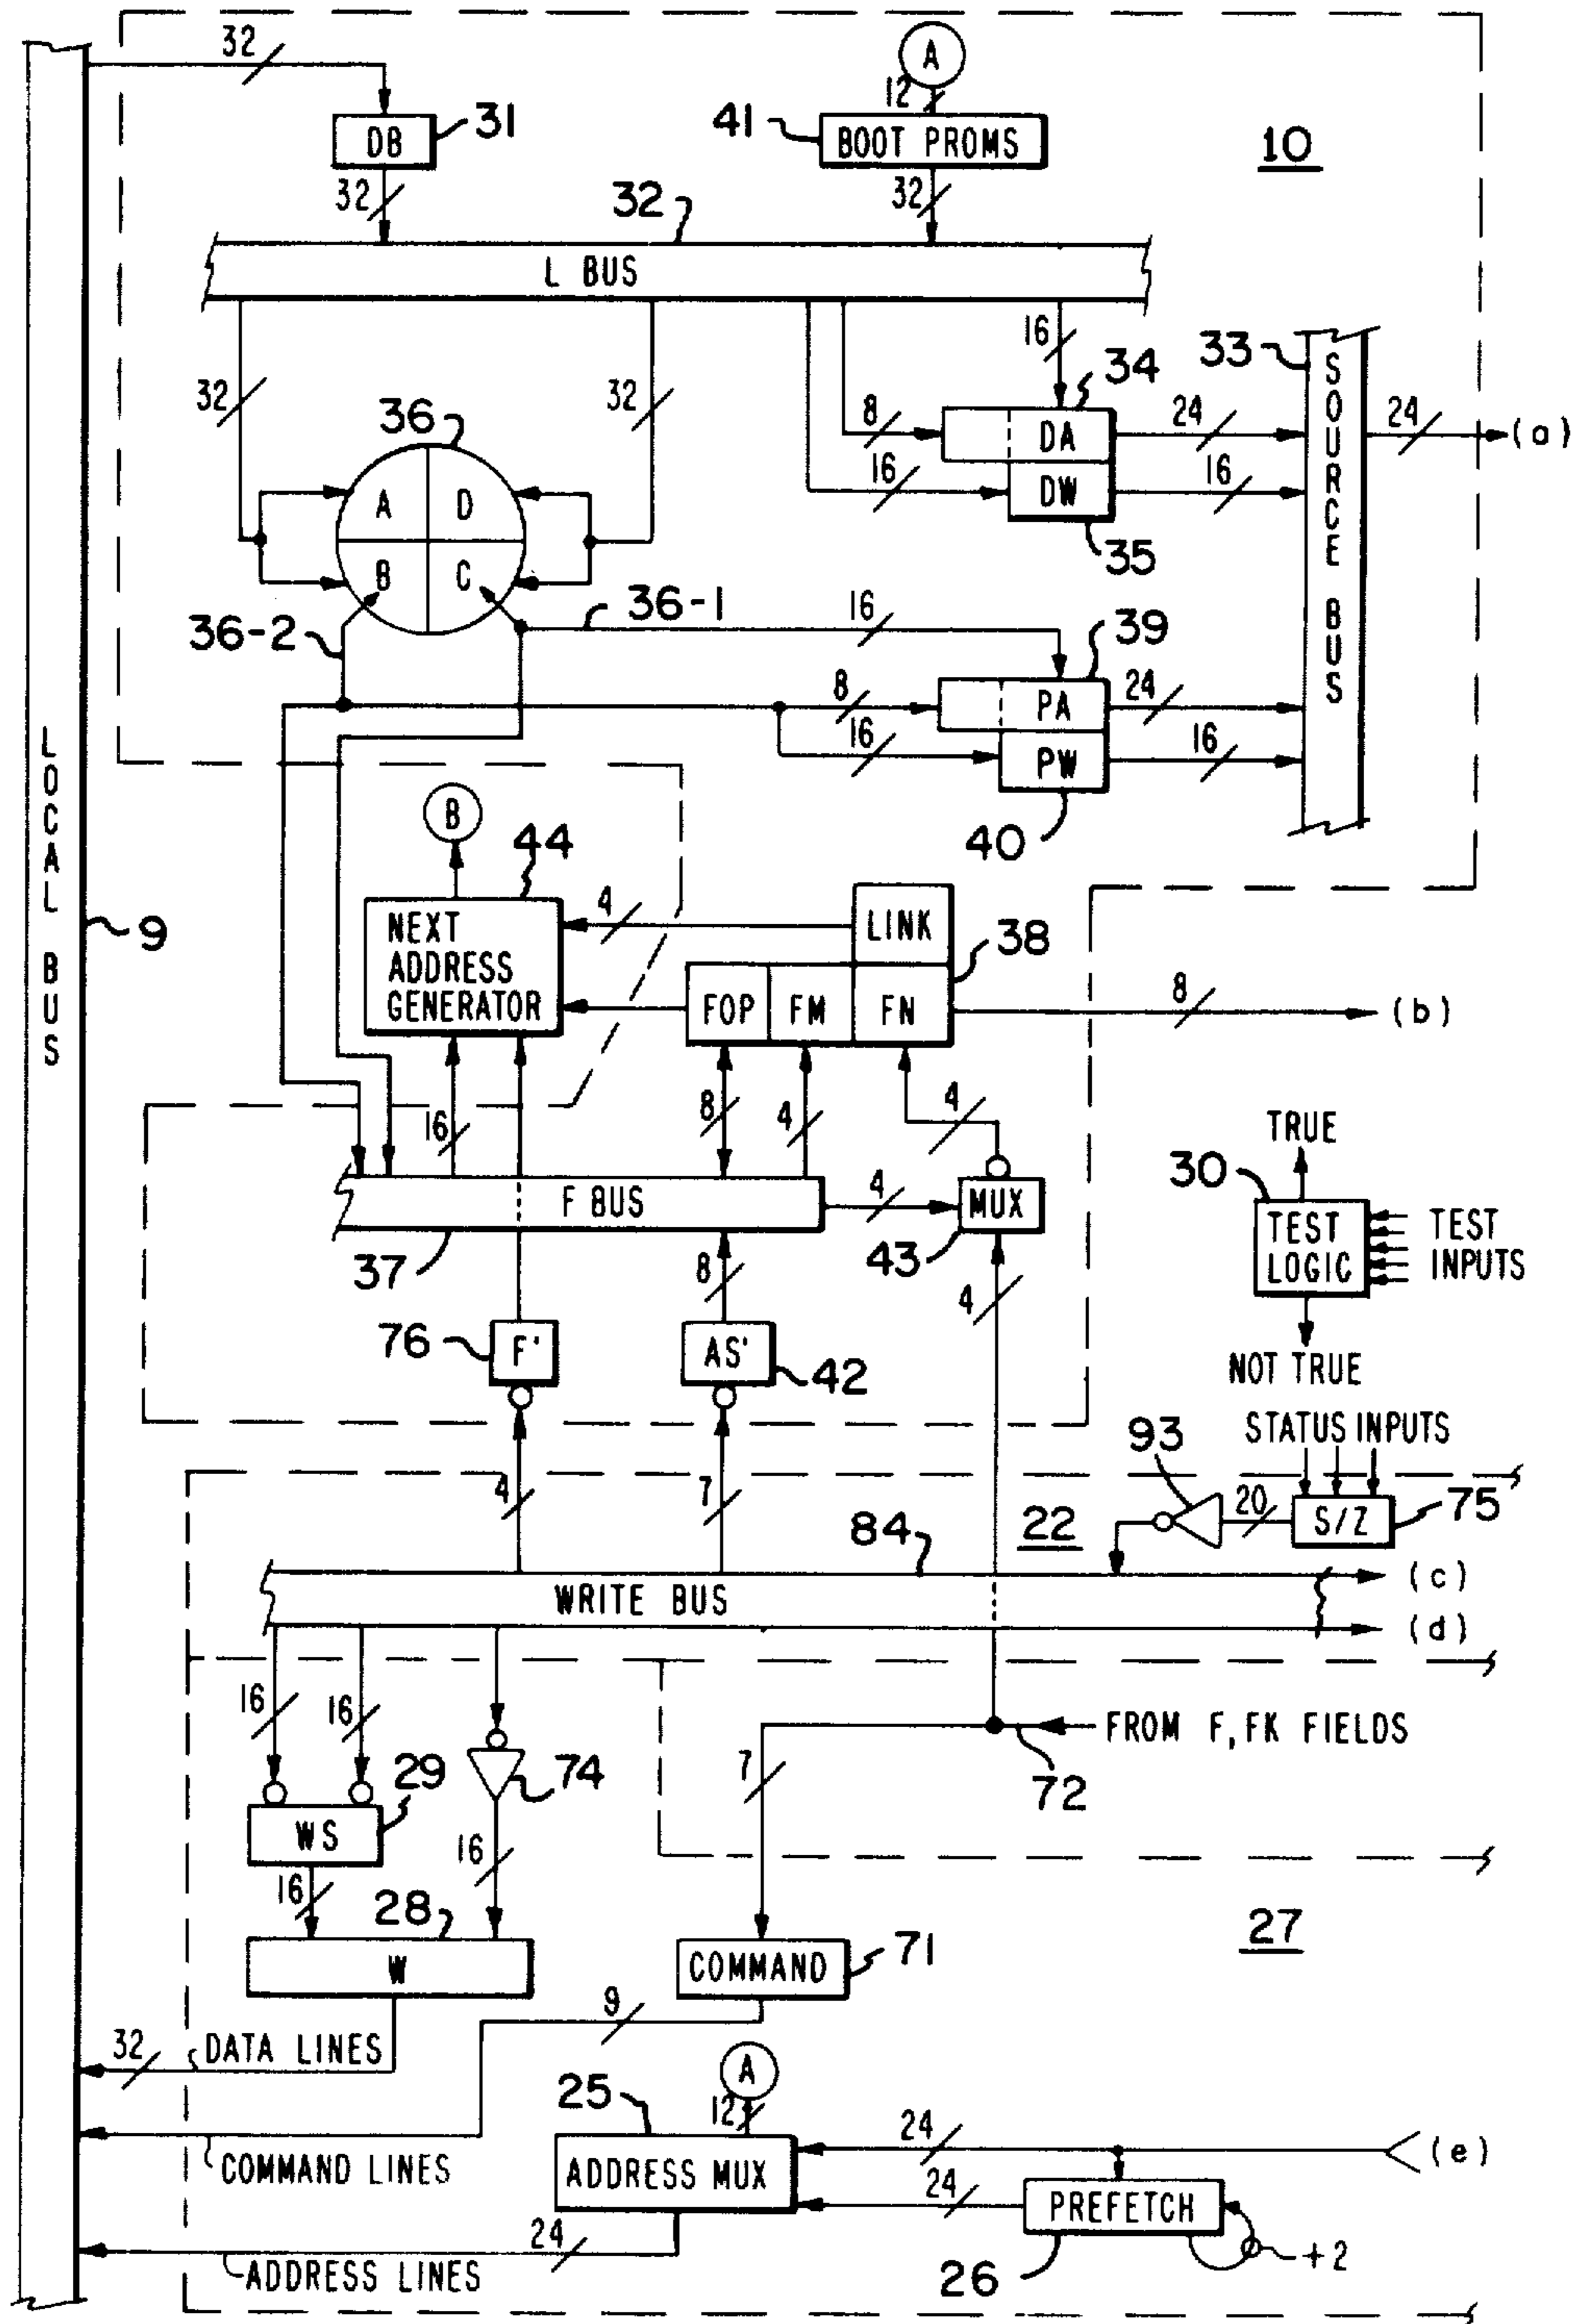 32
A
12
DB
31
41
BOOT PROMS
10
32
32
32
L BUS
16
34
33
SOURCE BUS
32
36
32
8
DA
24
24
(a)
A
D
16
DW
16
35
B
C
36-2
36-1
16
39
8
PA
24
16
PW
16
40
LOCAL BUS
9
B
44
4
LINK
38
NEXT
ADDRESS
GENERATOR
FOP
FM
FN
8
(b)
16
8
4
4
TRUE
30
F BUS
4
MUX
TEST
LOGIC
TEST
INPUTS
37
8
43
4
76
F'
AS'
42
NOT TRUE
STATUS INPUTS
93
4
7
84
22
20
S/Z
75
WRITE BUS
(c)
(d)
16
16
FROM F, FK FIELDS
29
74
7
72
WS
16
16
28
27
W
COMMAND
71
9
32
DATA LINES
A
25
12
24
(e)
COMMAND LINES
ADDRESS MUX
24
PREFETCH
24
ADDRESS LINES
26
+2